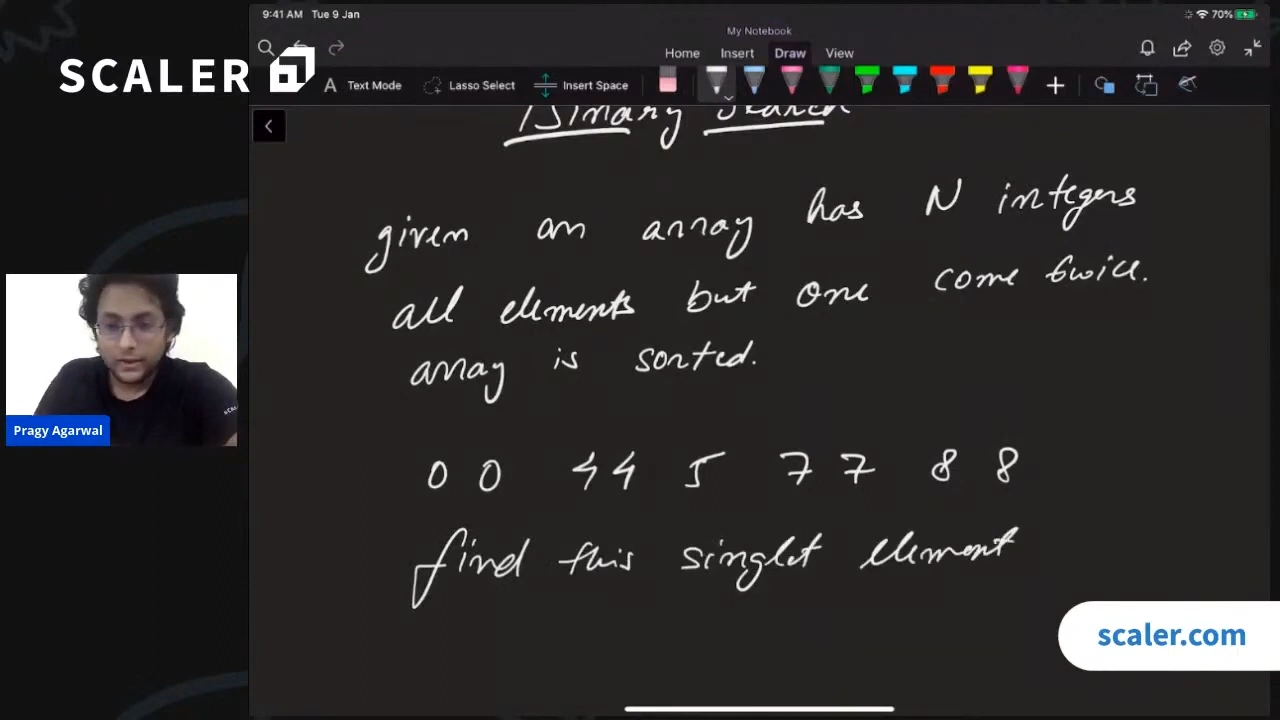 9:41 AM Tue 9 Jan
70%
My Notebook
Home Insert Draw View
SCALER
Text Mode Lasso Select Insert Space
Binary Search
given an array has N integers
all elements but one come twice.
array is sorted.
Pragy Agarwal
0 0 4 4 5 7 7 8 8
find this singlet element
scaler.com